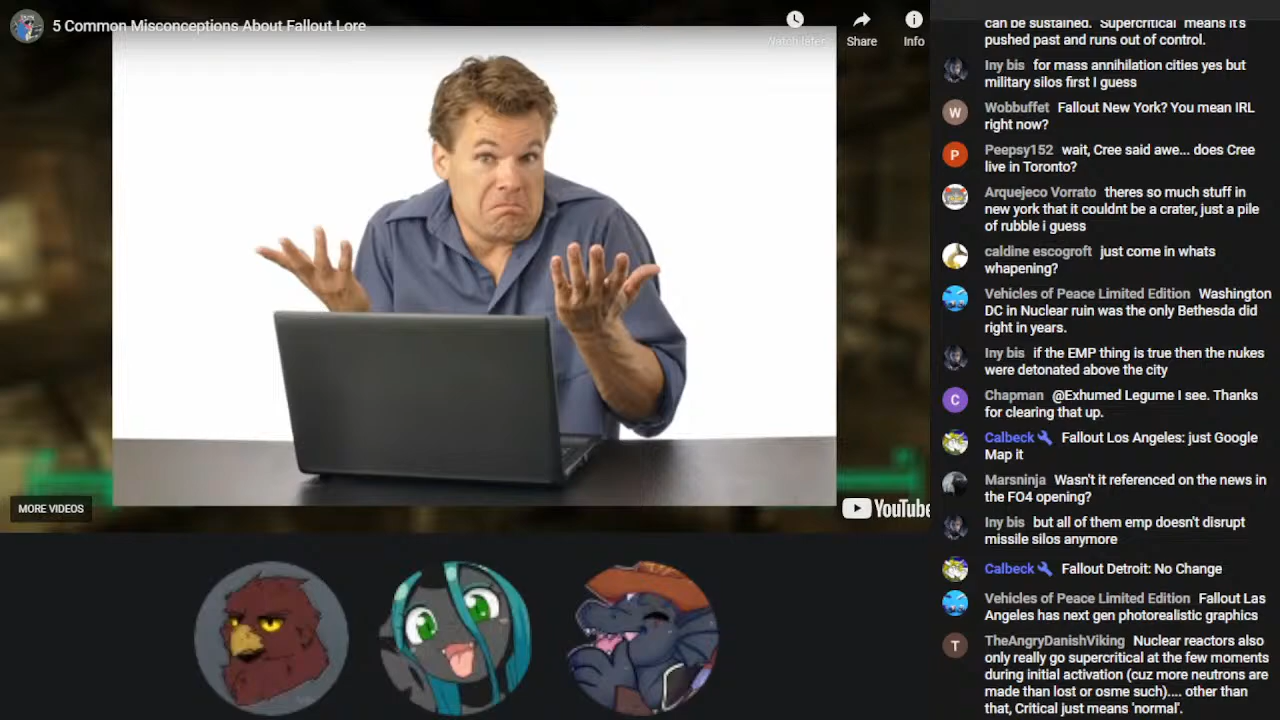 5 Common Misconceptions About Fallout Lore
Watch later
Share
Info
MORE VIDEOS
YouTube
can be sustained. "Supercritical" means it's
pushed past and runs out of control.
Iny bis for mass annihilation cities yes but
military silos first I guess
W
Wobbuffet Fallout New York? You mean IRL
right now?
P
Peepsy152 wait, Cree said awe... does Cree
live in Toronto?
Arquejeco Vorrato theres so much stuff in
new york that it couldnt be a crater, just a pile
of rubble i guess
caldine escogroft just come in whats
whapening?
Vehicles of Peace Limited Edition Washington
DC in Nuclear ruin was the only Bethesda did
right in years.
Iny bis if the EMP thing is true then the nukes
were detonated above the city
C
Chapman @Exhumed Legume I see. Thanks
for clearing that up.
Calbeck Fallout Los Angeles: just Google
Map it
Marsninja Wasn't it referenced on the news in
the FO4 opening?
Iny bis but all of them emp doesn't disrupt
missile silos anymore
Calbeck Fallout Detroit: No Change
Vehicles of Peace Limited Edition Fallout Las
Angeles has next gen photorealistic graphics
T
TheAngryDanishViking Nuclear reactors also
only really go supercritical at the few moments
during initial activation (cuz more neutrons are
made than lost or osme such).... other than
that, Critical just means 'normal'.